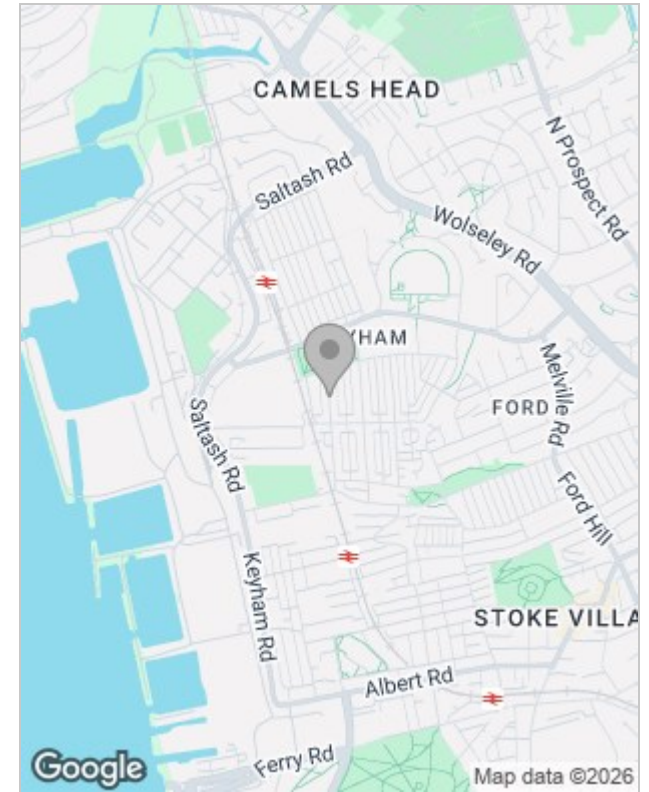 CAMELS HEAD
N Prospect Rd
Saltash Rd
Wolseley Rd
YHAM
Melville Rd
FORD
Saltash Rd
Ford Hill
Keyham Rd
STOKE VILLA
Albert Rd
Ferry Rd
Google
Map data ©2026